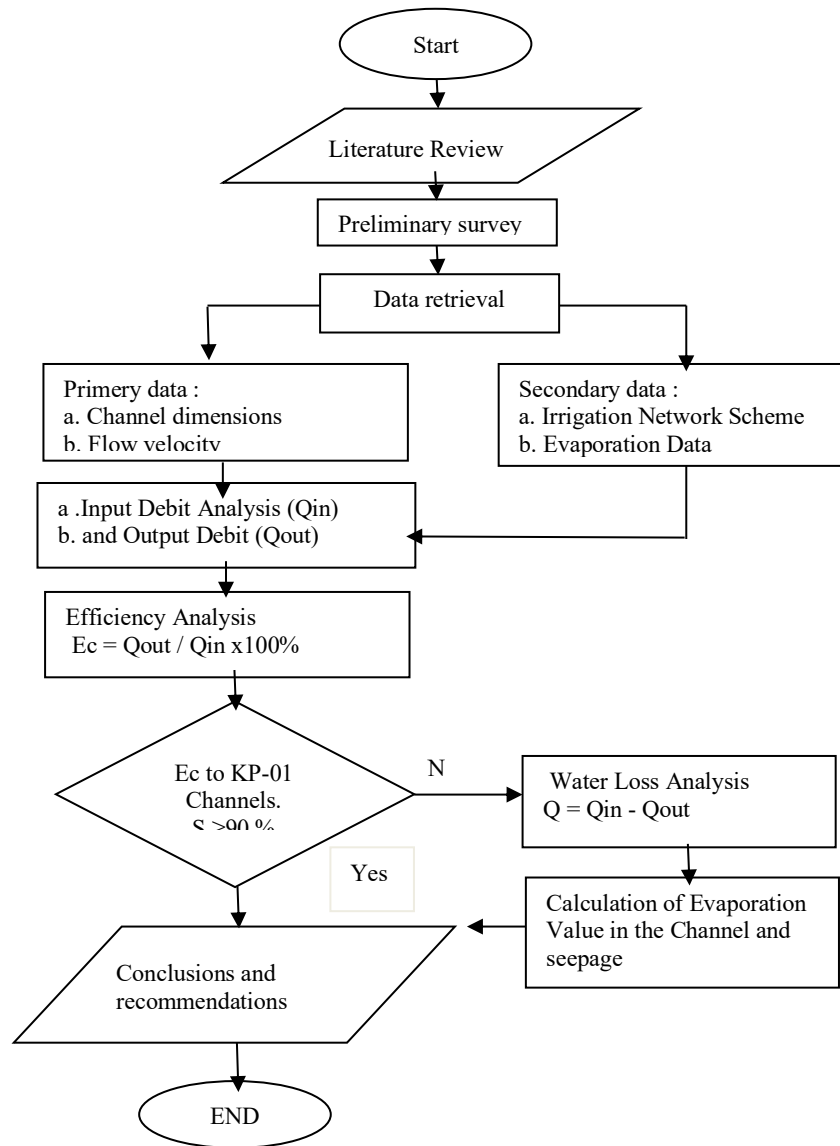 Start
Literature Review
Preliminary survey
Data retrieval
Primery data :
a. Channel dimensions
b. Flow velocity
Secondary data :
a. Irrigation Network Scheme
b. Evaporation Data
a .Input Debit Analysis (Qin)
b. and Output Debit (Qout)
Efficiency Analysis
Ec = Qout / Qin x100%
Ec to KP-01
Channels.
S >90 %
N
Water Loss Analysis
Q = Qin - Qout
Yes
Calculation of Evaporation
Value in the Channel and
seepage
Conclusions and
recommendations
END